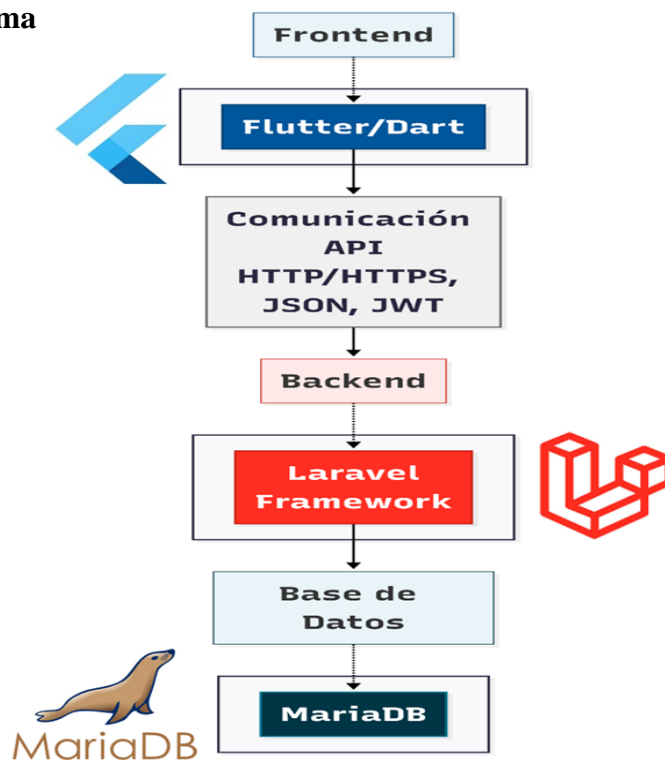 ma
Frontend
Flutter/Dart
Comunicación
API
HTTP/HTTPS,
JSON, JWT
Backend
Laravel
Framework
Base de
Datos
MariaDB
MariaDB